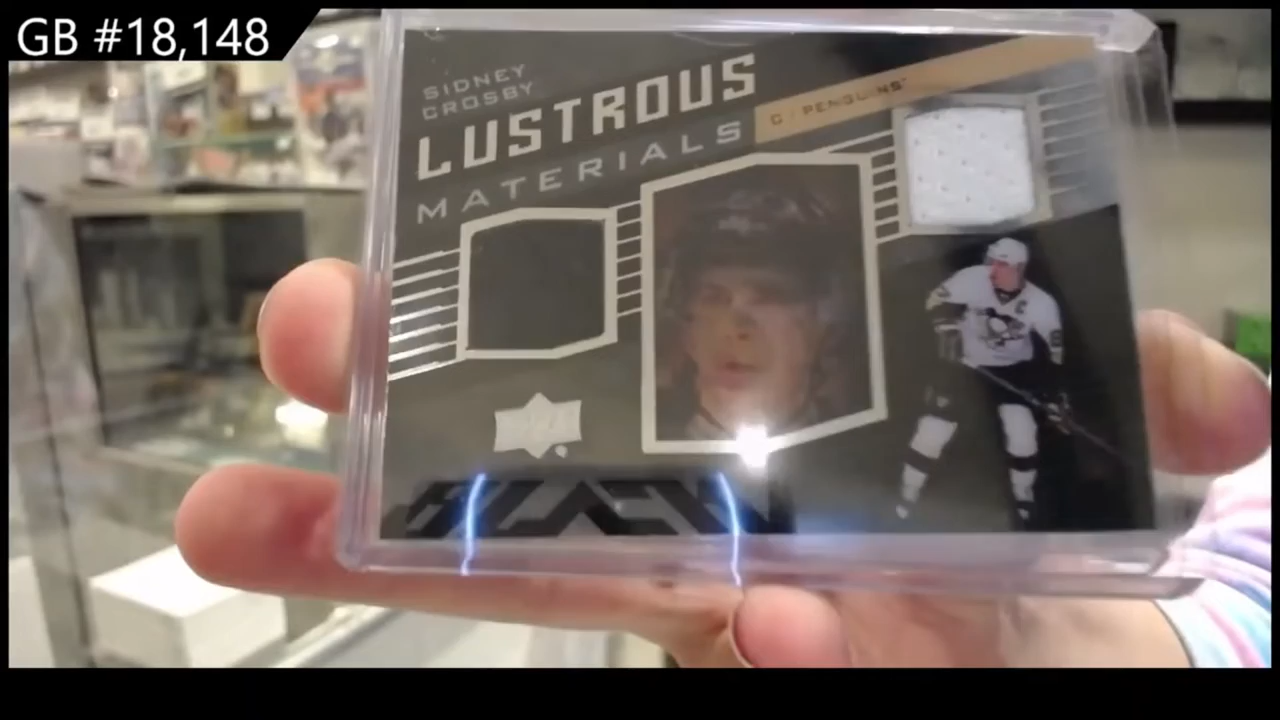 GB #18,148
SIDNEY
CROSBY
LUSTROUS
MATERIALS
C / PENGUINS
BLACK
C